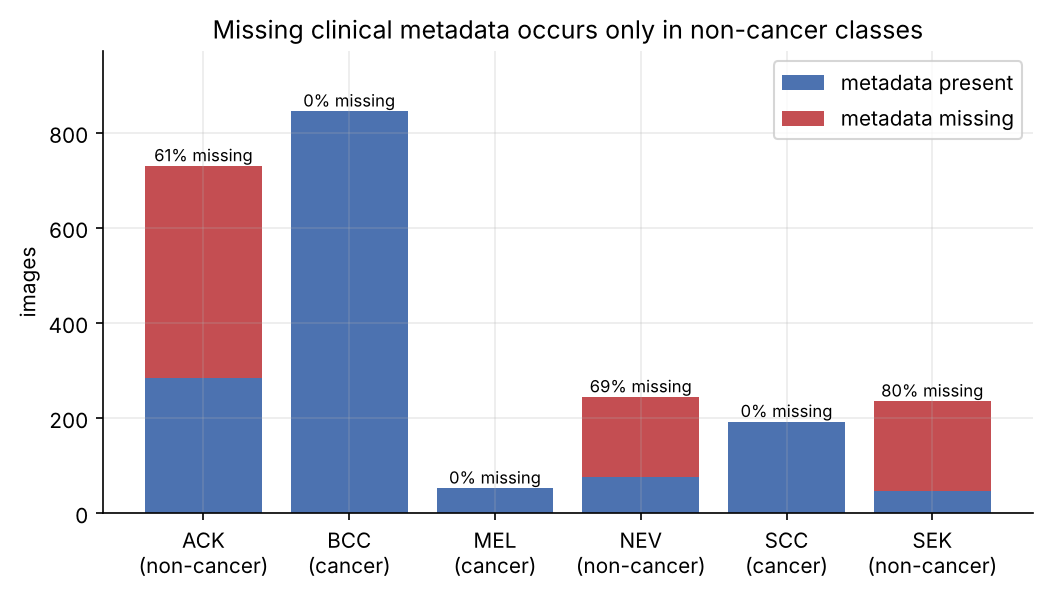 Missing clinical metadata occurs only in non-cancer classes
metadata present
metadata missing
images
800
600
400
200
0
61% missing
0% missing
0% missing
69% missing
0% missing
80% missing
ACK
(non-cancer)
BCC
(cancer)
MEL
(cancer)
NEV
(non-cancer)
SCC
(cancer)
SEK
(non-cancer)